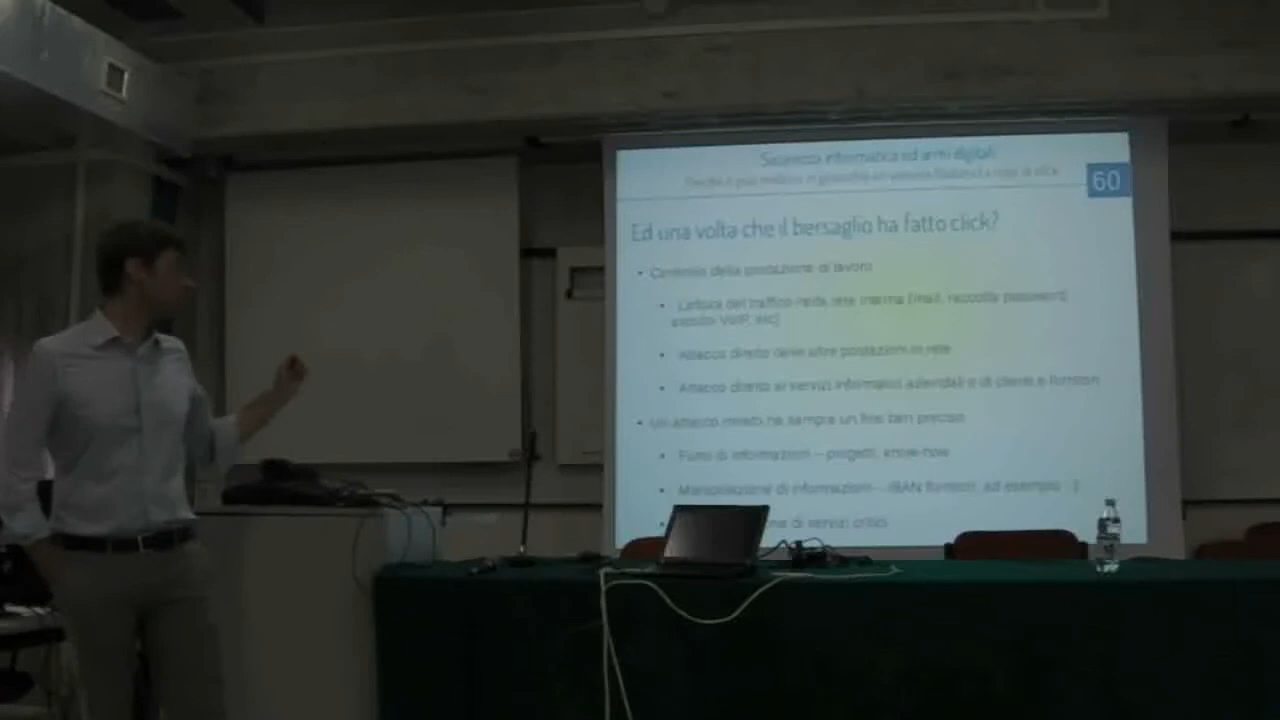 Sicurezza informatica ed armi digitali
60
Ed una volta che il bersaglio ha fatto click?
• Controllo della postazione di lavoro
• Lettura del traffico nella rete interna (mail, raccolta password,
VoIP, etc)
• Attacco diretto delle altre postazioni in rete
• Attacco diretto ai servizi informatici aziendali e di clienti e fornitori
• Un attacco mirato ha sempre un fine ben preciso
• Furto di informazioni – progetti, know-how
• Manipolazione di informazioni – IBAN fornitori, ad esempio
• di servizi critici